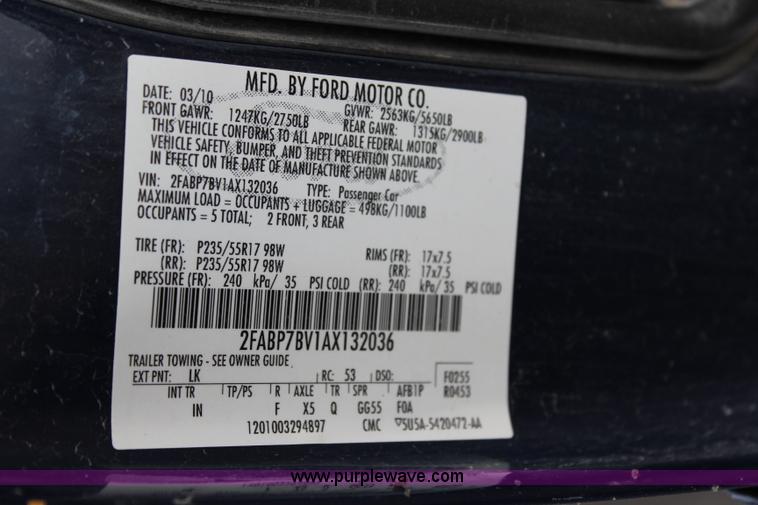 MFD. BY FORD MOTOR CO.
DATE: 03/10 GVWR: 2563KG/5650LB
FRONT GAWR: 1247KG/2750LB REAR GAWR: 1315KG/2900LB
THIS VEHICLE CONFORMS TO ALL APPLICABLE FEDERAL MOTOR
VEHICLE SAFETY, BUMPER, AND THEFT PREVENTION STANDARDS
IN EFFECT ON THE DATE OF MANUFACTURE SHOWN ABOVE.
VIN: 2FABP7BV1AX132036 TYPE: Passenger Car
MAXIMUM LOAD = OCCUPANTS + LUGGAGE = 498KG/1100LB
OCCUPANTS = 5 TOTAL; 2 FRONT, 3 REAR
TIRE (FR): P235/55R17 98W RIMS (FR): 17x7.5
(RR): P235/55R17 98W (RR): 17x7.5
PRESSURE (FR): 240 kPa/ 35 PSI COLD (RR): 240 kPa/ 35 PSI COLD
2FABP7BV1AX132036
TRAILER TOWING - SEE OWNER GUIDE
EXT PNT: LK RC: 53 DSO: F0255
INT TR TP/PS R AXLE TR SPR AFB1P R0453
IN F X5 Q GG55 FOA
1201003294897 CMC ▽5U5A-5420472-AA
www.purplewave.com